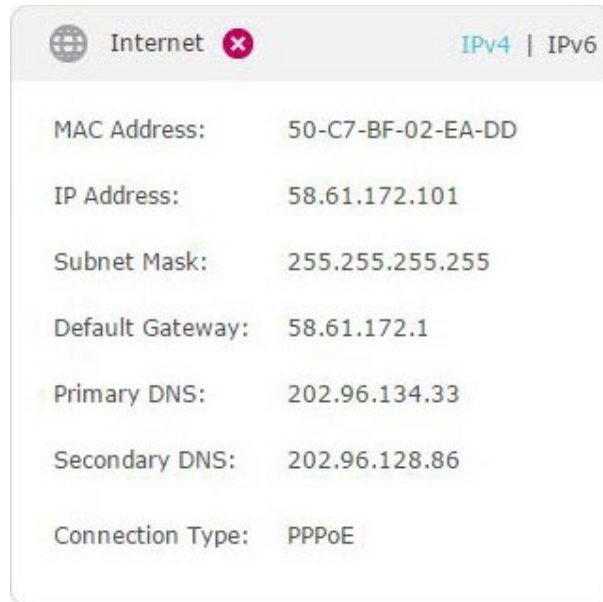 Internet IPv4 | IPv6
MAC Address: 50-C7-BF-02-EA-DD
IP Address: 58.61.172.101
Subnet Mask: 255.255.255.255
Default Gateway: 58.61.172.1
Primary DNS: 202.96.134.33
Secondary DNS: 202.96.128.86
Connection Type: PPPoE